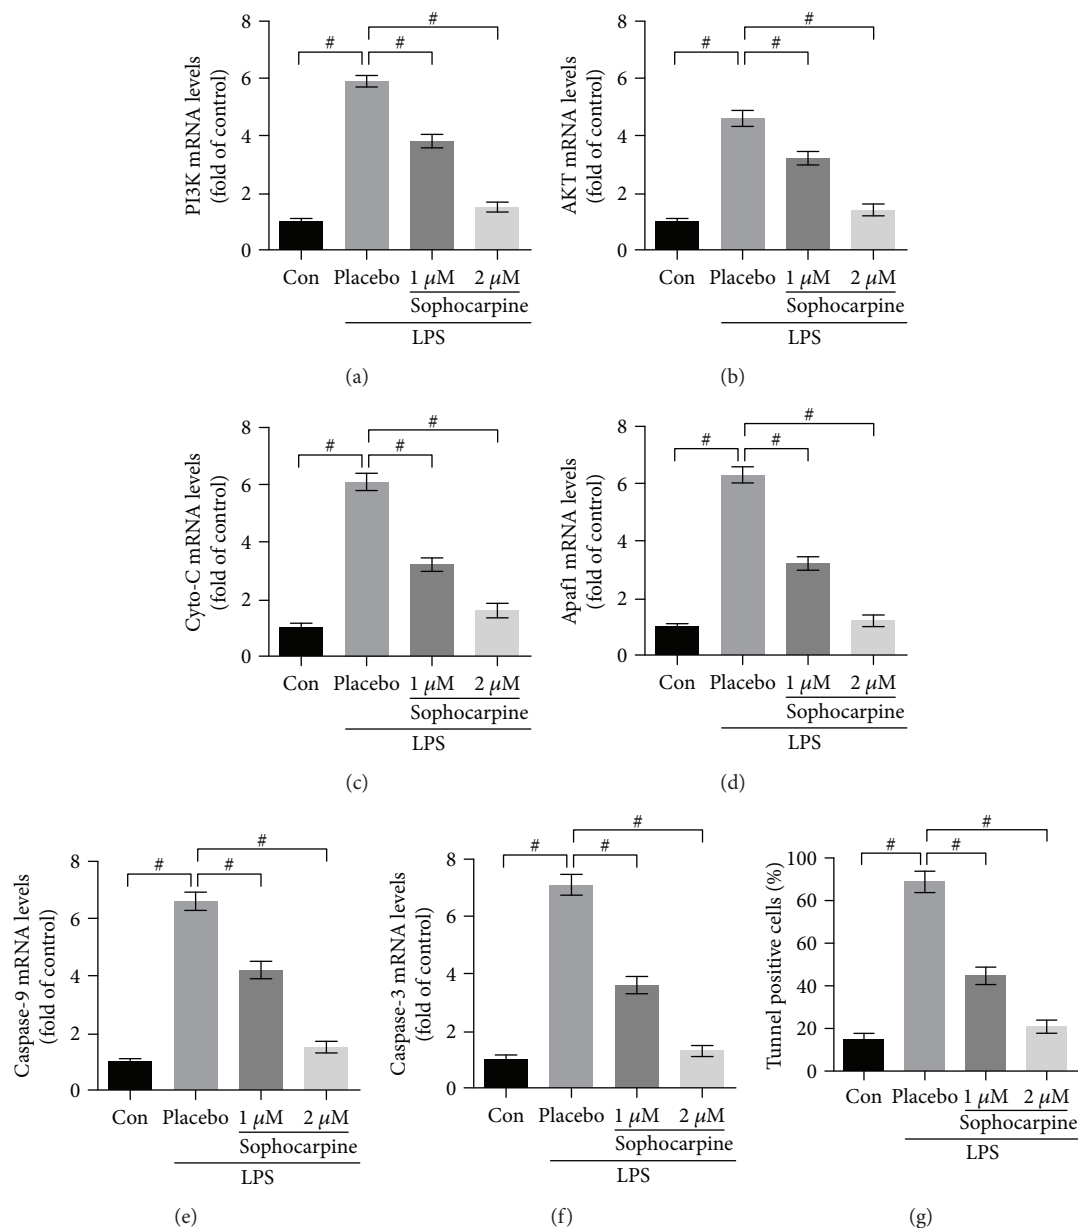 8
6
4
2
0
PI3K mRNA levels
(fold of control)
# # #
Con Placebo 1 μM 2 μM
Sophocarpine
LPS
(a)
8
6
4
2
0
AKT mRNA levels
(fold of control)
# # #
Con Placebo 1 μM 2 μM
Sophocarpine
LPS
(b)
8
6
4
2
0
Cyto-C mRNA levels
(fold of control)
# # #
Con Placebo 1 μM 2 μM
Sophocarpine
LPS
(c)
8
6
4
2
0
Apaf1 mRNA levels
(fold of control)
# # #
Con Placebo 1 μM 2 μM
Sophocarpine
LPS
(d)
8
6
4
2
0
Caspase-9 mRNA levels
(fold of control)
# # #
Con Placebo 1 μM 2 μM
Sophocarpine
LPS
(e)
8
6
4
2
0
Caspase-3 mRNA levels
(fold of control)
# # #
Con Placebo 1 μM 2 μM
Sophocarpine
LPS
(f)
100
80
60
40
20
0
Tunnel positive cells (%)
# # #
Con Placebo 1 μM 2 μM
Sophocarpine
LPS
(g)